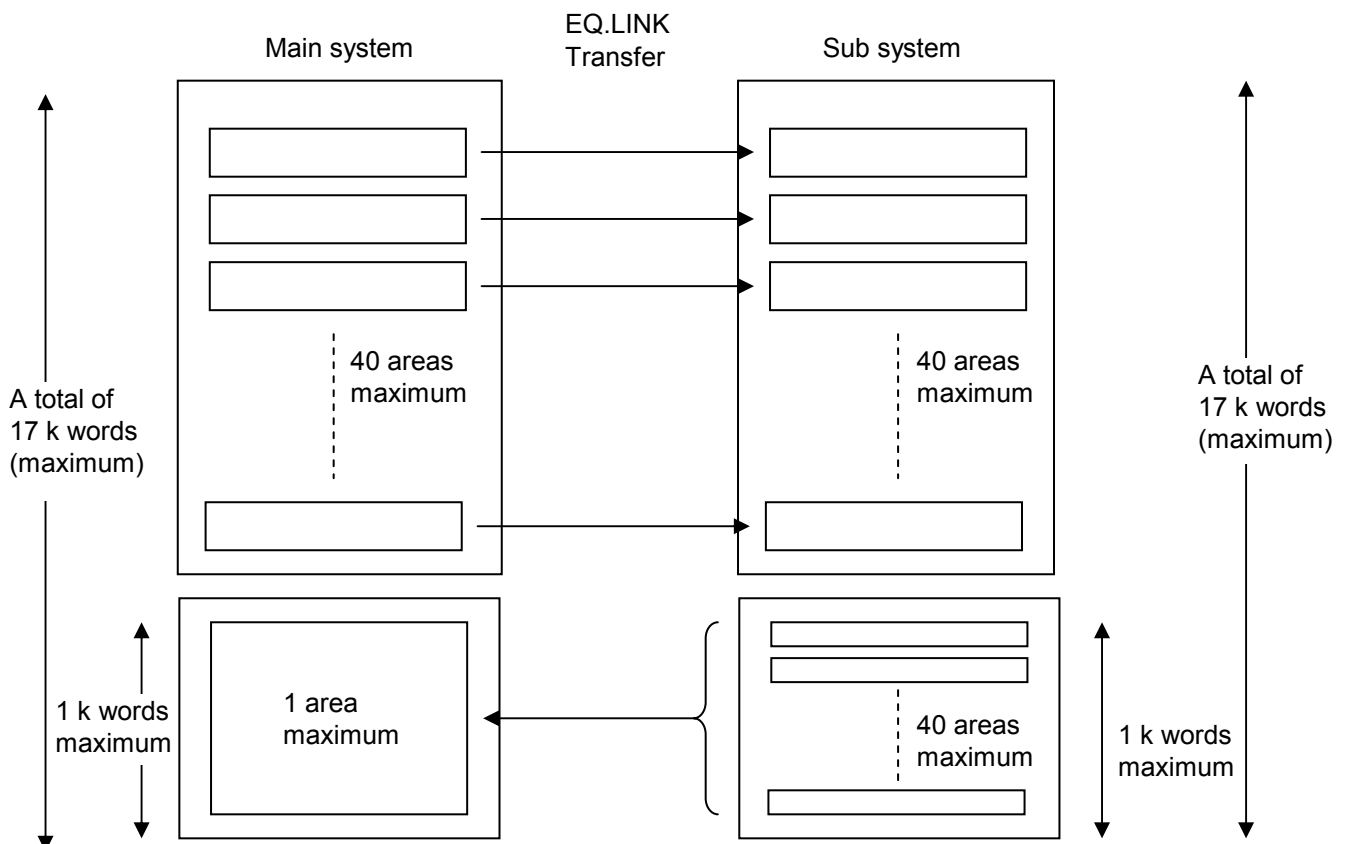 EQ.LINK
Transfer
Main system
Sub system
40 areas
maximum
40 areas
maximum
A total of
17 k words
(maximum)
A total of
17 k words
(maximum)
1 k words
maximum
1 area
maximum
40 areas
maximum
1 k words
maximum